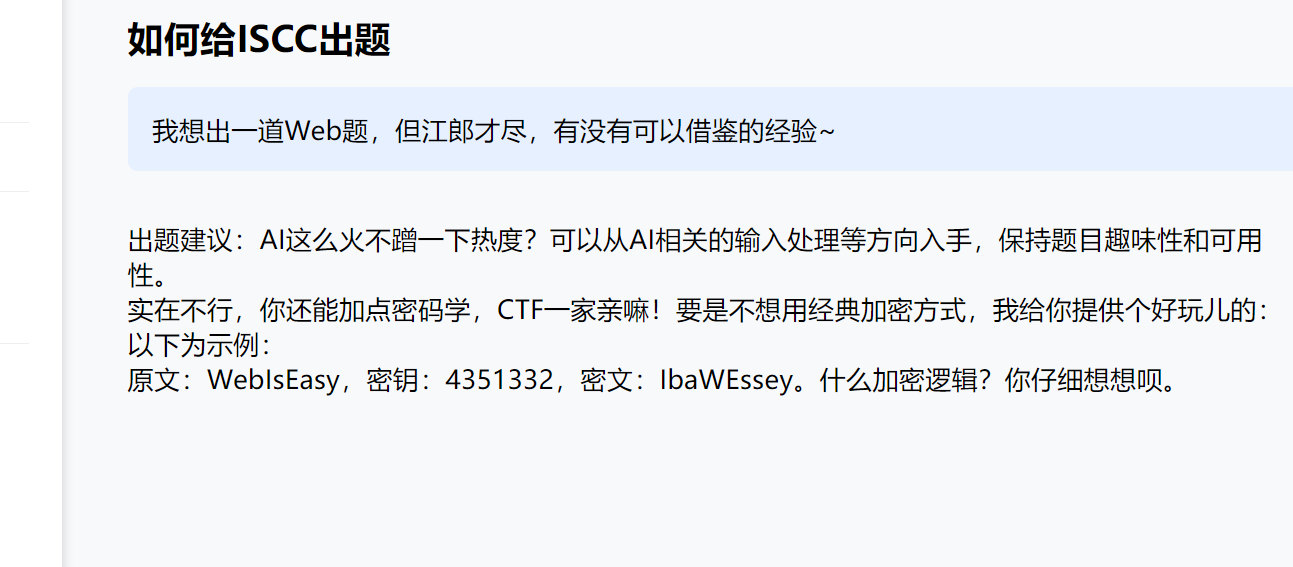 如何给ISCC出题
我想出一道Web题，但江郎才尽，有没有可以借鉴的经验~
出题建议：AI这么火不蹭一下热度？可以从AI相关的输入处理等方向入手，保持题目趣味性和可用
性。
实在不行，你还能加点密码学，CTF一家亲嘛！要是不想用经典加密方式，我给你提供个好玩儿的：
以下为示例：
原文：WebIsEasy，密钥：4351332，密文：IbaWEssey。什么加密逻辑？你仔细想想呗。